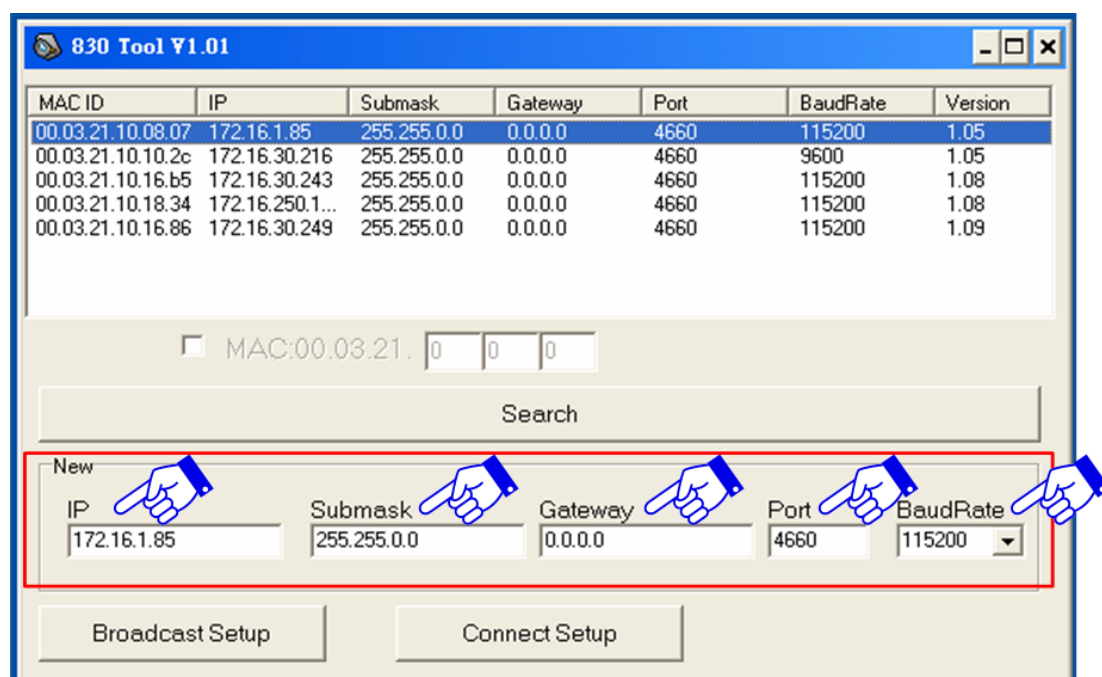 830 Tool V1.01
MAC ID IP Submask Gateway Port BaudRate Version
00.03.21.10.08.07 172.16.1.85 255.255.0.0 0.0.0.0 4660 115200 1.05
00.03.21.10.10.2c 172.16.30.216 255.255.0.0 0.0.0.0 4660 9600 1.05
00.03.21.10.16.b5 172.16.30.243 255.255.0.0 0.0.0.0 4660 115200 1.08
00.03.21.10.18.34 172.16.250.1... 255.255.0.0 0.0.0.0 4660 115200 1.08
00.03.21.10.16.86 172.16.30.249 255.255.0.0 0.0.0.0 4660 115200 1.09
MAC:00.03.21. 0 0 0
Search
New
IP Submask Gateway Port BaudRate
172.16.1.85 255.255.0.0 0.0.0.0 4660 115200
Broadcast Setup Connect Setup